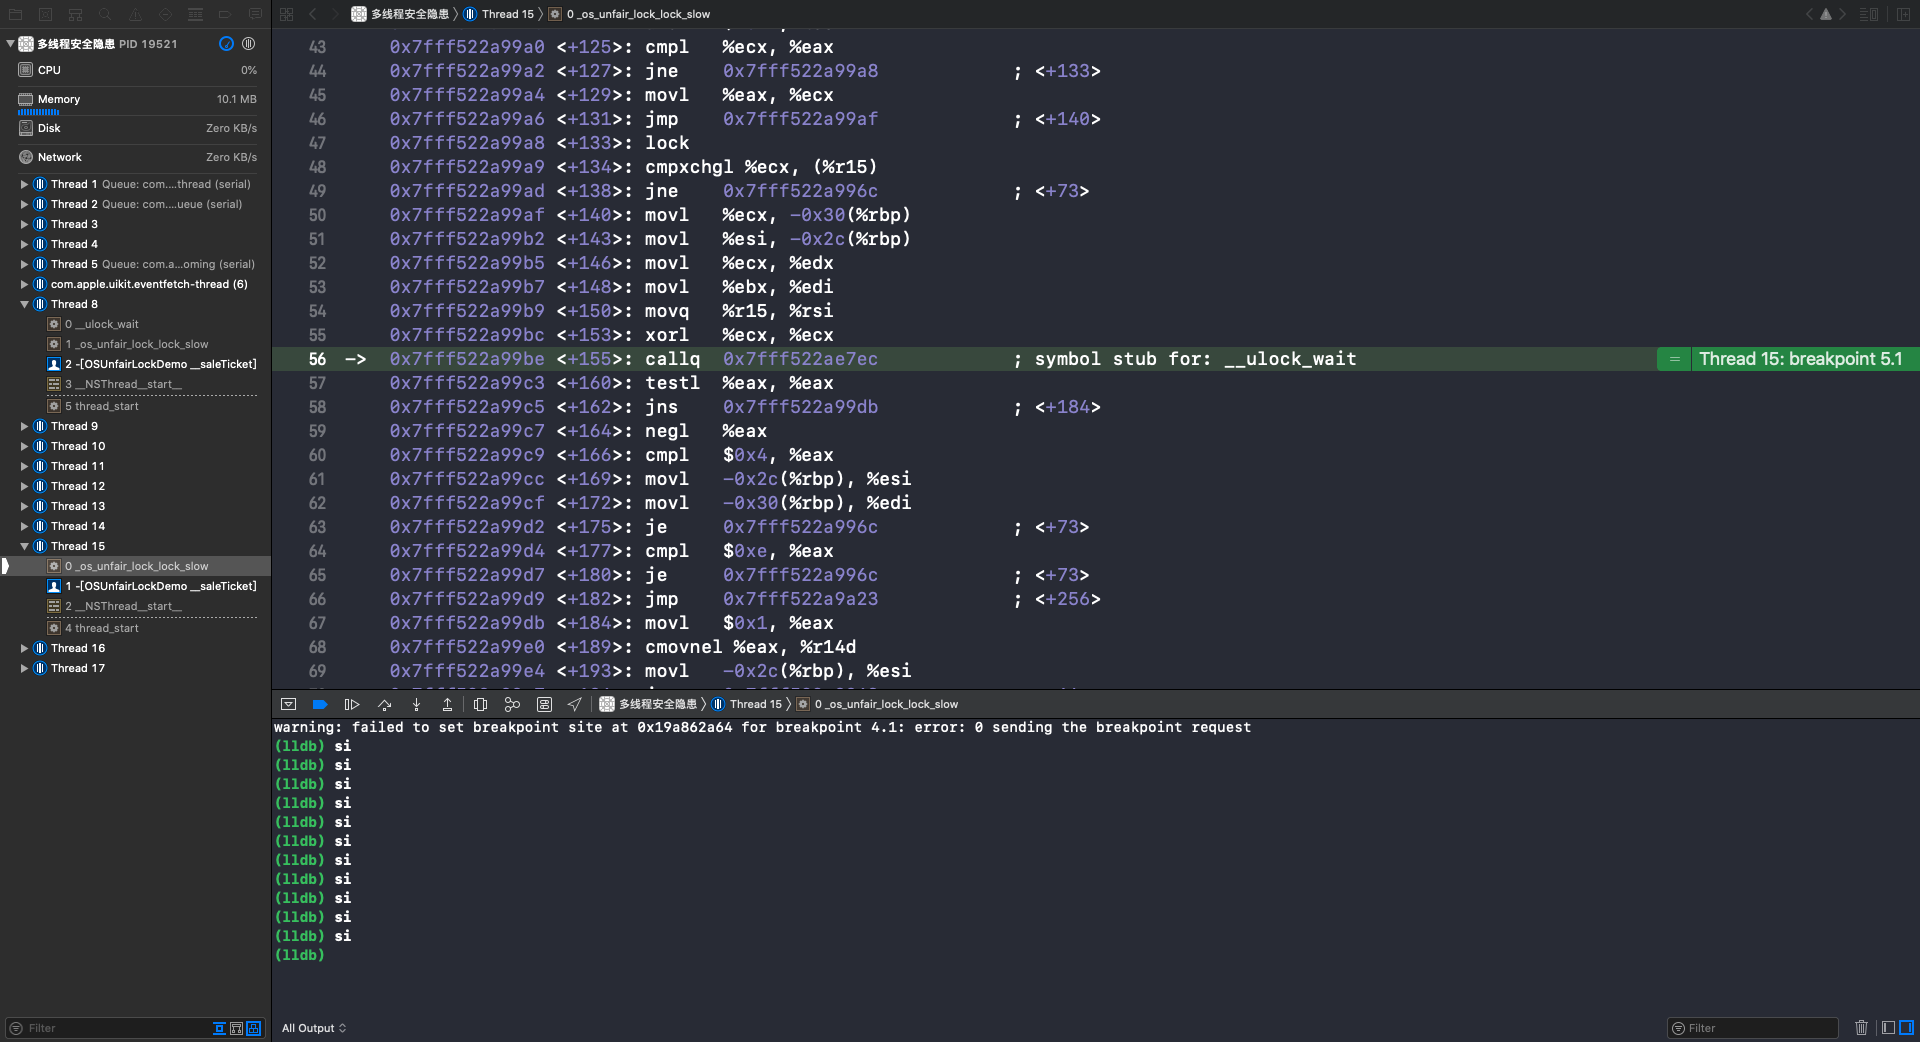 多线程安全隐患 PID 19521
CPU 0%
Memory 10.1 MB
Disk Zero KB/s
Network Zero KB/s
Thread 1 Queue: com....thread (serial)
Thread 2 Queue: com....ueue (serial)
Thread 3
Thread 4
Thread 5 Queue: com.a...oming (serial)
com.apple.uikit.eventfetch-thread (6)
Thread 8
0 __ulock_wait
1 _os_unfair_lock_lock_slow
2 -[OSUnfairLockDemo __saleTicket]
3 __NSThread__start__
5 thread_start
Thread 9
Thread 10
Thread 11
Thread 12
Thread 13
Thread 14
Thread 15
0 _os_unfair_lock_lock_slow
1 -[OSUnfairLockDemo __saleTicket]
2 __NSThread__start__
4 thread_start
Thread 16
Thread 17
Filter
多线程安全隐患 〉 Thread 15 〉 0 _os_unfair_lock_lock_slow
43 0x7fff522a99a0 <+125>: cmpl %ecx, %eax
44 0x7fff522a99a2 <+127>: jne 0x7fff522a99a8 ; <+133>
45 0x7fff522a99a4 <+129>: movl %eax, %ecx
46 0x7fff522a99a6 <+131>: jmp 0x7fff522a99af ; <+140>
47 0x7fff522a99a8 <+133>: lock
48 0x7fff522a99a9 <+134>: cmpxchgl %ecx, (%r15)
49 0x7fff522a99ad <+138>: jne 0x7fff522a996c ; <+73>
50 0x7fff522a99af <+140>: movl %ecx, -0x30(%rbp)
51 0x7fff522a99b2 <+143>: movl %esi, -0x2c(%rbp)
52 0x7fff522a99b5 <+146>: movl %ecx, %edx
53 0x7fff522a99b7 <+148>: movl %ebx, %edi
54 0x7fff522a99b9 <+150>: movq %r15, %rsi
55 0x7fff522a99bc <+153>: xorl %ecx, %ecx
56 -> 0x7fff522a99be <+155>: callq 0x7fff522ae7ec ; symbol stub for: __ulock_wait = Thread 15: breakpoint 5.1
57 0x7fff522a99c3 <+160>: testl %eax, %eax
58 0x7fff522a99c5 <+162>: jns 0x7fff522a99db ; <+184>
59 0x7fff522a99c7 <+164>: negl %eax
60 0x7fff522a99c9 <+166>: cmpl $0x4, %eax
61 0x7fff522a99cc <+169>: movl -0x2c(%rbp), %esi
62 0x7fff522a99cf <+172>: movl -0x30(%rbp), %edi
63 0x7fff522a99d2 <+175>: je 0x7fff522a996c ; <+73>
64 0x7fff522a99d4 <+177>: cmpl $0xe, %eax
65 0x7fff522a99d7 <+180>: je 0x7fff522a996c ; <+73>
66 0x7fff522a99d9 <+182>: jmp 0x7fff522a9a23 ; <+256>
67 0x7fff522a99db <+184>: movl $0x1, %eax
68 0x7fff522a99e0 <+189>: cmovnel %eax, %r14d
69 0x7fff522a99e4 <+193>: movl -0x2c(%rbp), %esi
多线程安全隐患 〉 Thread 15 〉 0 _os_unfair_lock_lock_slow
warning: failed to set breakpoint site at 0x19a862a64 for breakpoint 4.1: error: 0 sending the breakpoint request
(lldb) si
(lldb) si
(lldb) si
(lldb) si
(lldb) si
(lldb) si
(lldb) si
(lldb) si
(lldb) si
(lldb) si
(lldb) si
(lldb)
All Output
Filter